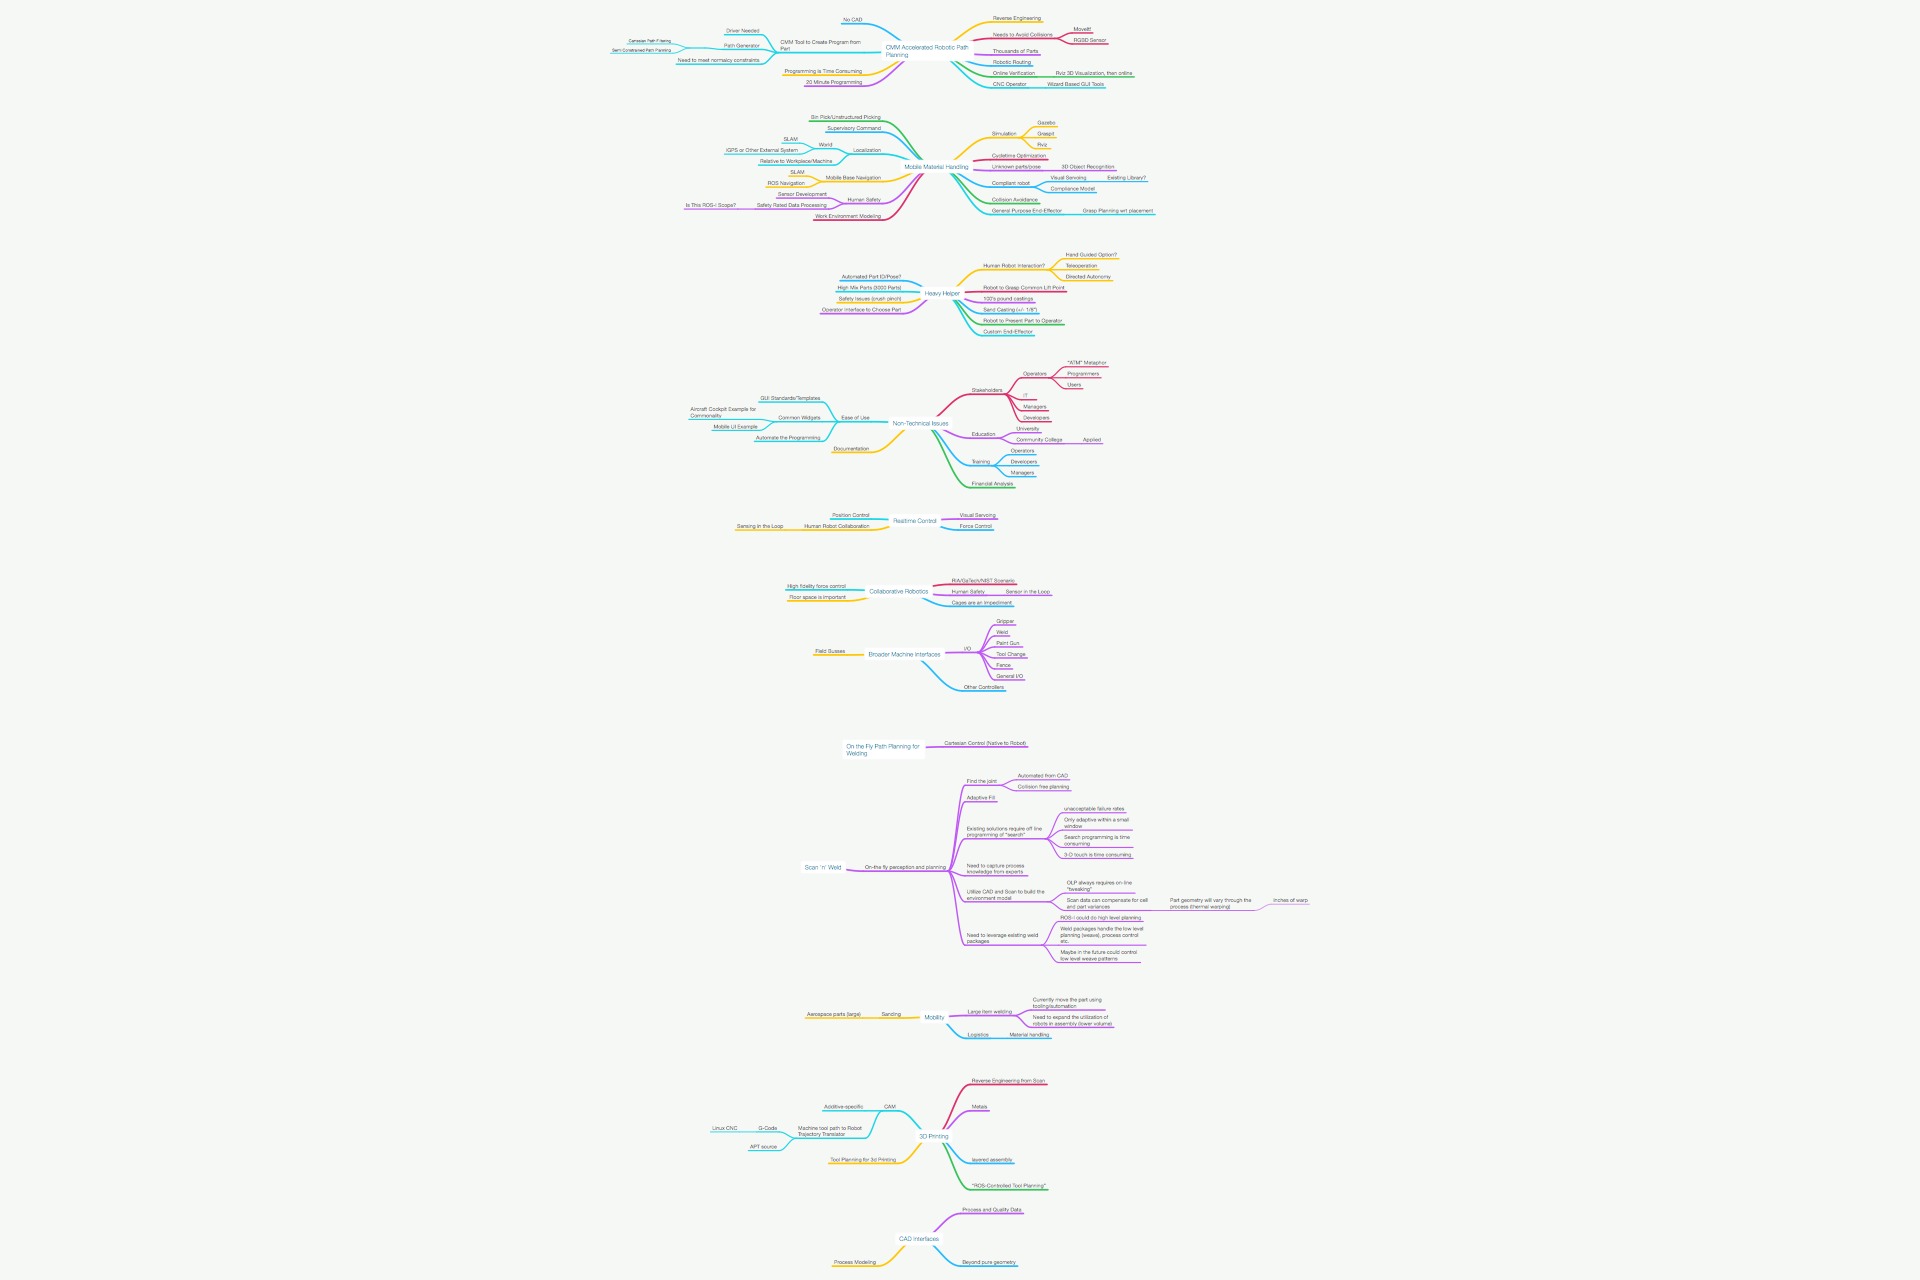 No CAD
Driver Needed
Cartesian Path Filtering
Semi Constrained Path Planning
Path Generator
Need to meet normalcy constraints
CMM Tool to Create Program from
Part
Programming is Time Consuming
20 Minute Programming
CMM Accelerated Robotic Path
Planning
Reverse Engineering
Needs to Avoid Collisions
MoveIt!
RGBD Sensor
Thousands of Parts
Robotic Routing
Online Verification
Rviz 3D Visualization, then online
CNC Operator
Wizard Based GUI Tools
Bin Pick/Unstructured Picking
Supervisory Command
SLAM
iGPS or Other External System
World
Relative to Workpiece/Machine
Localization
SLAM
ROS Navigation
Mobile Base Navigation
Sensor Development
Is This ROS-I Scope?
Safety Rated Data Processing
Human Safety
Work Environment Modeling
Mobile Material Handling
Simulation
Gazebo
Graspit
Rviz
Cycletime Optimization
Unknown parts/pose
3D Object Recognition
Compliant robot
Visual Servoing
Existing Library?
Compliance Model
Collision Avoidance
General Purpose End-Effector
Grasp Planning wrt placement
Automated Part ID/Pose?
High Mix Parts (3000 Parts)
Safety Issues (crush pinch)
Operator Interface to Choose Part
Heavy Helper
Human Robot Interaction?
Hand Guided Option?
Teleoperation
Directed Autonomy
Robot to Grasp Common Lift Point
100's pound castings
Sand Casting (+/- 1/8")
Robot to Present Part to Operator
Custom End-Effector
GUI Standards/Templates
Aircraft Cockpit Example for
Commonality
Mobile UI Example
Common Widgets
Automate the Programming
Ease of Use
Documentation
Non-Technical Issues
Stakeholders
Operators
"ATM" Metaphor
Programmers
Users
IT
Managers
Developers
Education
University
Community College
Applied
Training
Operators
Developers
Managers
Financial Analysis
Position Control
Sensing in the Loop
Human Robot Collaboration
Realtime Control
Visual Servoing
Force Control
High fidelity force control
Floor space is important
Collaborative Robotics
RIA/GaTech/NIST Scenario
Human Safety
Sensor in the Loop
Cages are an Impediment
Field Busses
Broader Machine Interfaces
I/O
Gripper
Weld
Paint Gun
Tool Change
Fence
General I/O
Other Controllers
On the Fly Path Planning for
Welding
Cartesian Control (Native to Robot)
Scan 'n' Weld
On-the fly perception and planning
Find the joint
Automated from CAD
Collision free planning
Adaptive Fill
Existing solutions require off line
programming of "search"
unacceptable failure rates
Only adaptive within a small
window
Search programming is time
consuming
3-D touch is time consuming
Need to capture process
knowledge from experts
Utilize CAD and Scan to build the
environment model
OLP always requires on-line
"tweaking"
Scan data can compensate for cell
and part variances
Part geometry will vary through the
process (thermal warping)
inches of warp
Need to leverage existing weld
packages
ROS-I could do high level planning
Weld packages handle the low level
planning (weave), process control
etc.
Maybe in the future could control
low level weave patterns
Aerospace parts (large)
Sanding
Mobility
Large item welding
Currently move the part using
tooling/automation
Need to expand the utilization of
robots in assembly (lower volume)
Logistics
Material handling
Additive-specific
CAM
Linux CNC
G-Code
APT source
Machine tool path to Robot
Trajectory Translator
Tool Planning for 3d Printing
3D Printing
Reverse Engineering from Scan
Metals
layered assembly
"ROS-Controlled Tool Planning"
Process Modeling
CAD Interfaces
Process and Quality Data
Beyond pure geometry